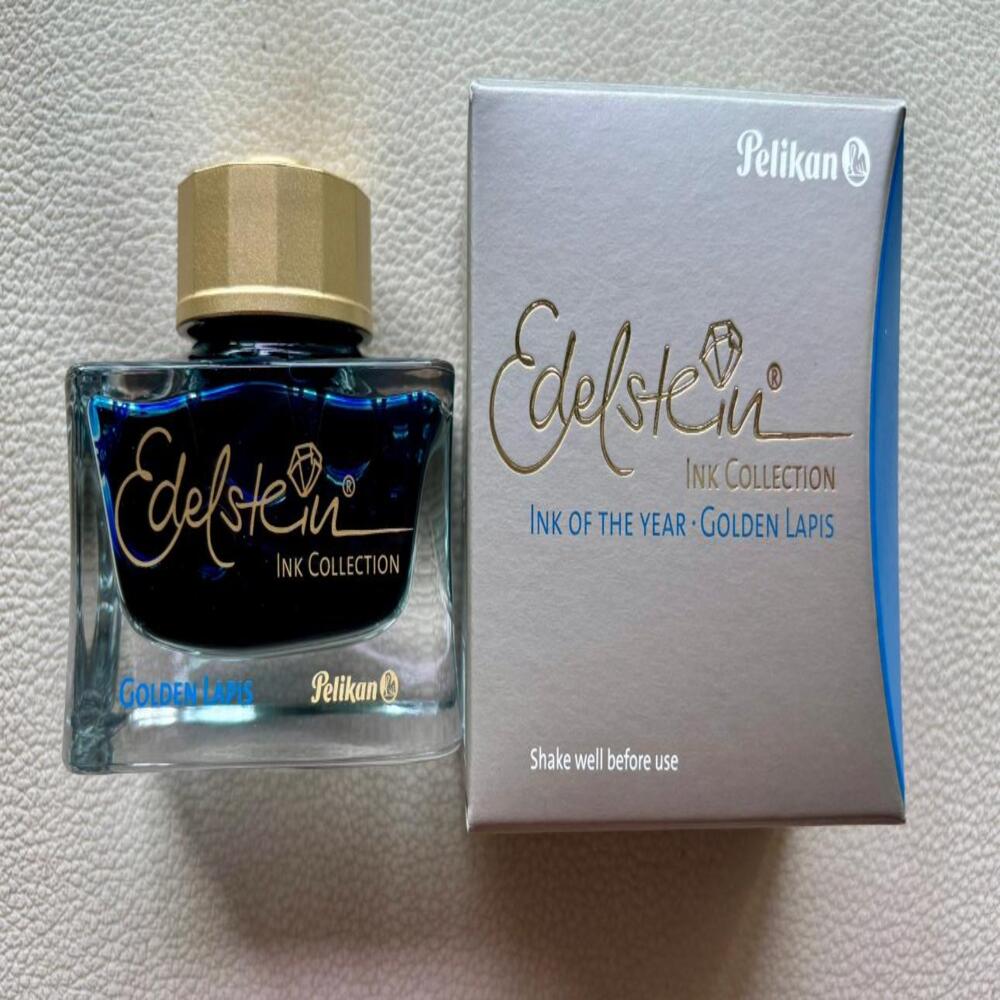 Edelstein®
INK COLLECTION
GOLDEN LAPIS
Pelikan
Pelikan
Edelstein®
INK COLLECTION
INK OF THE YEAR · GOLDEN LAPIS
Shake well before use